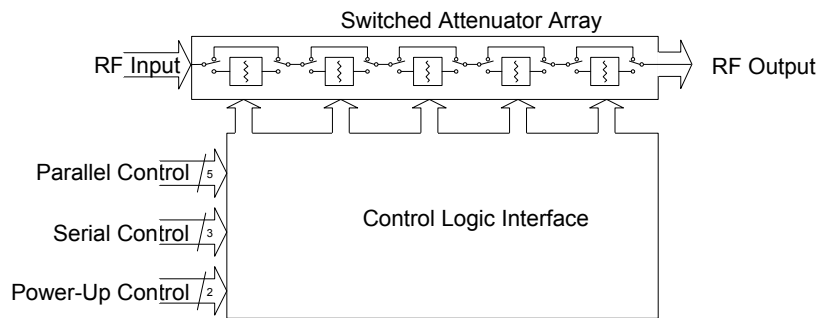 Switched Attenuator Array
RF Input
RF Output
Parallel Control
5
Control Logic Interface
Serial Control
3
Power-Up Control
2